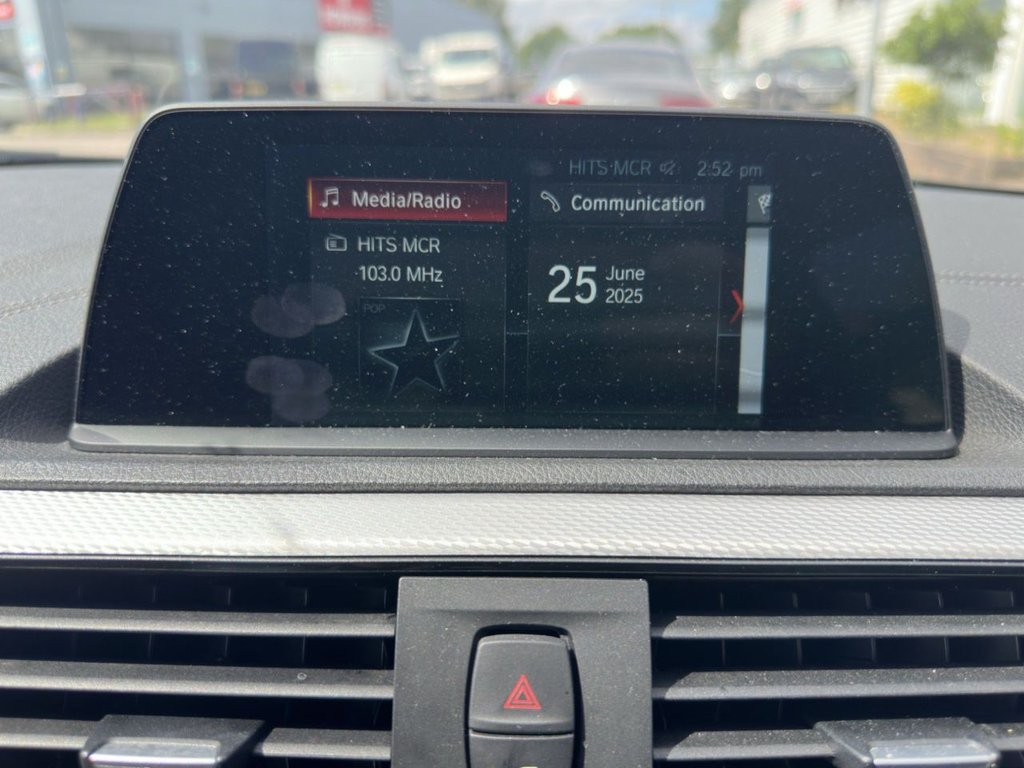 HITS MCR 2:52 pm
Media/Radio
Communication
HITS MCR
103.0 MHz
POP
25 June
2025